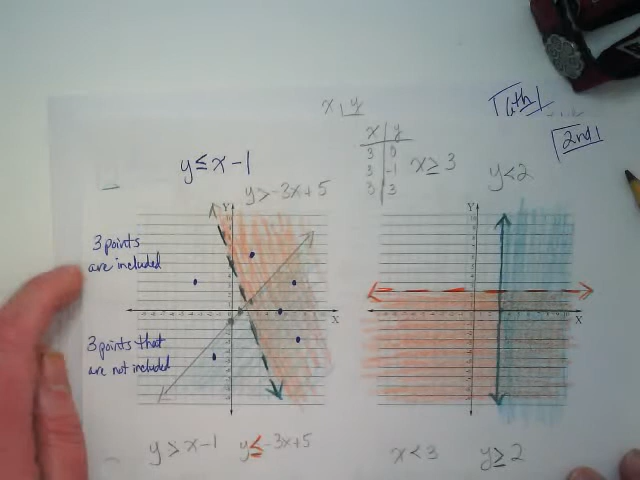 x | y
6th
2nd
x | y
3 | 0
3 | -1
3 | 3
y ≤ x - 1
x ≥ 3
y < 2
y > -3x + 5
3 points
are included
3 points that
are not included
Y
X
Y
X
y > x - 1
y ≤ -3x + 5
x < 3
y ≥ 2